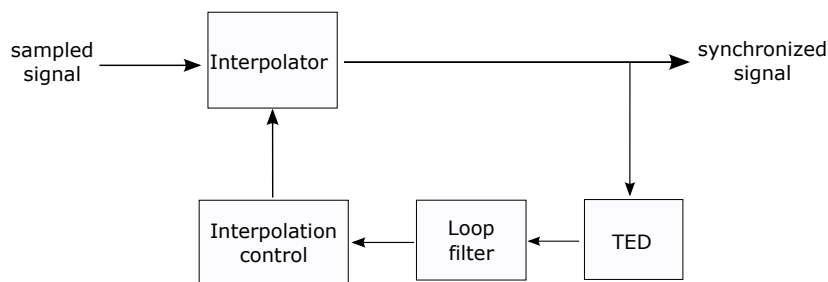 sampled
signal
Interpolator
synchronized
signal
Interpolation
control
Loop
filter
TED